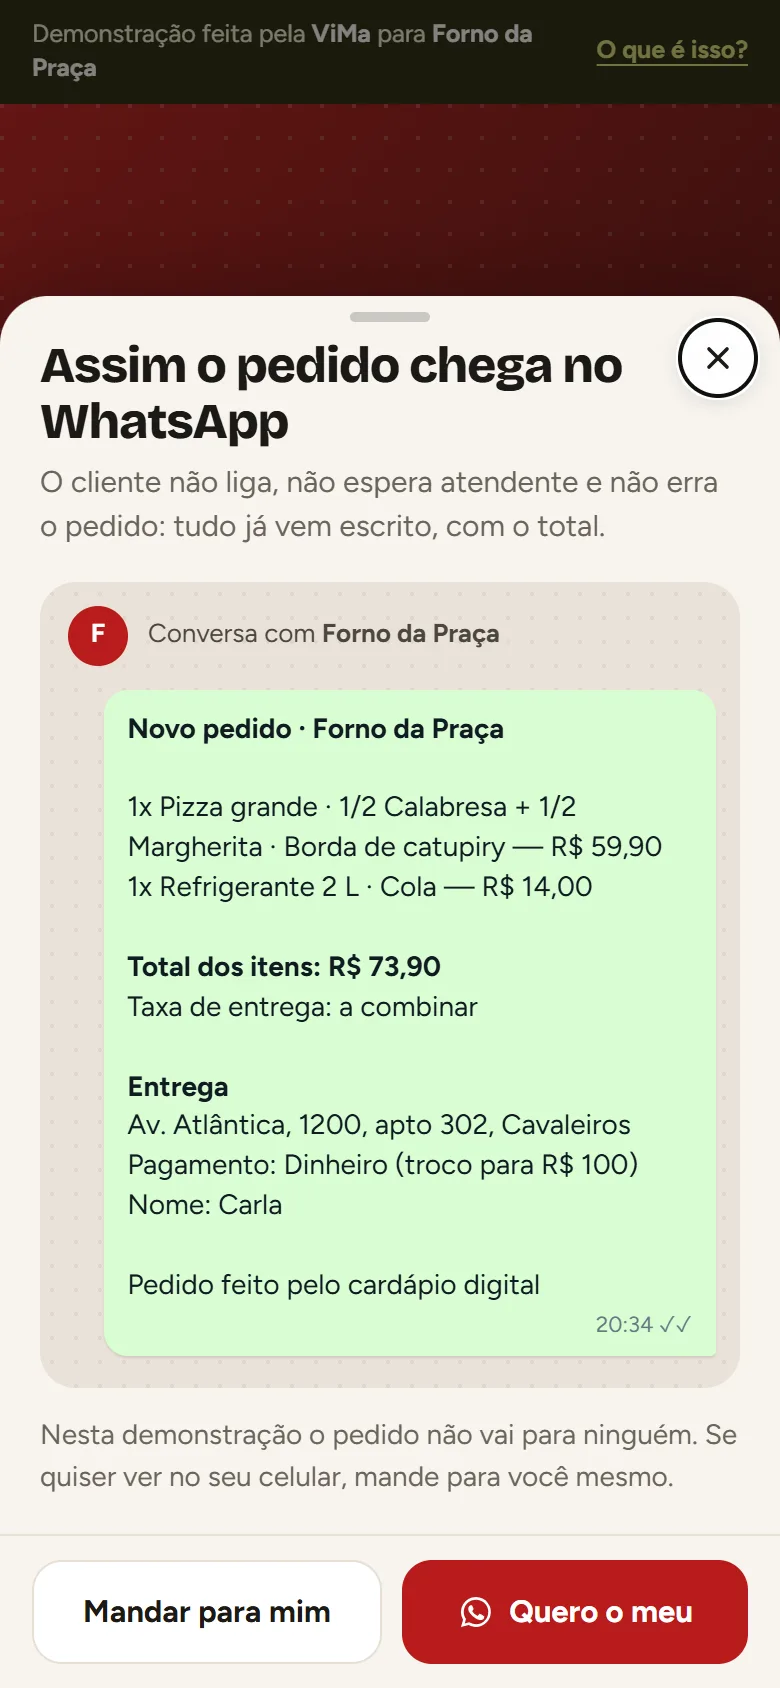 Demonstração feita pela ViMa para Forno da
Praça
O que é isso?
Assim o pedido chega no
WhatsApp
O cliente não liga, não espera atendente e não erra
o pedido: tudo já vem escrito, com o total.
F
Conversa com Forno da Praça
Novo pedido · Forno da Praça
1x Pizza grande · 1/2 Calabresa + 1/2
Margherita · Borda de catupiry — R$ 59,90
1x Refrigerante 2 L · Cola — R$ 14,00
Total dos itens: R$ 73,90
Taxa de entrega: a combinar
Entrega
Av. Atlântica, 1200, apto 302, Cavaleiros
Pagamento: Dinheiro (troco para R$ 100)
Nome: Carla
Pedido feito pelo cardápio digital
20:34 ✓✓
Nesta demonstração o pedido não vai para ninguém. Se
quiser ver no seu celular, mande para você mesmo.
Mandar para mim
Quero o meu